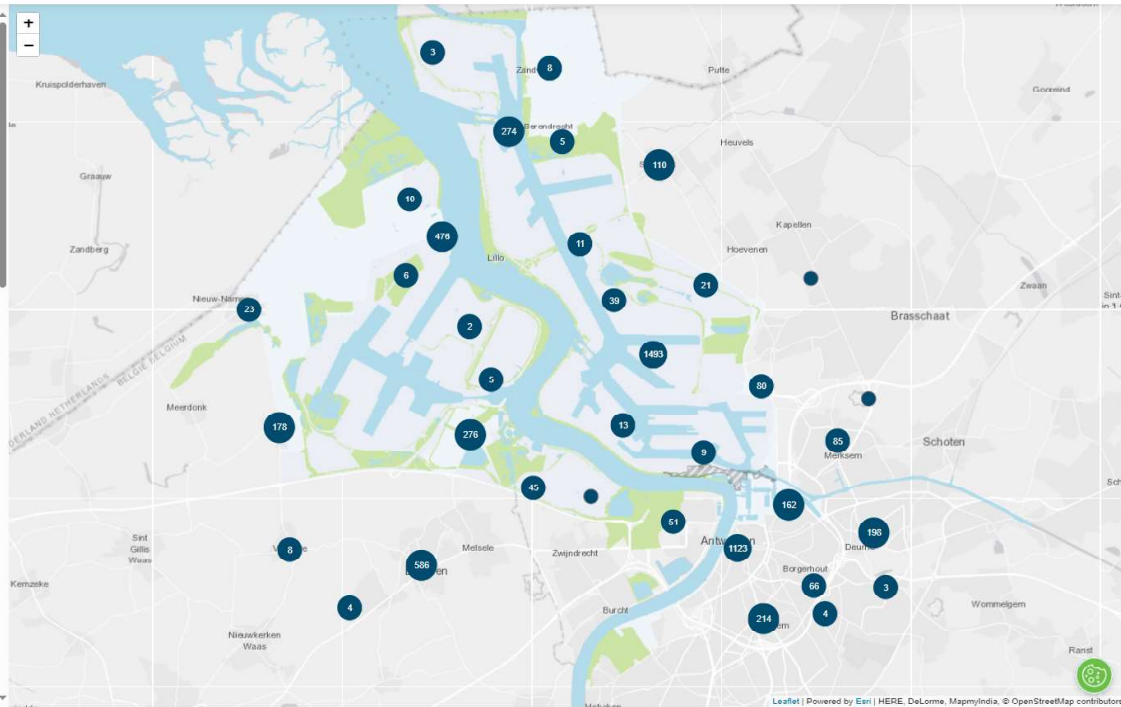 +
−
Kruispolderhaven
Graauw
Zandberg
3
8
Putte
Gooreind
274
Berendrecht
5
Heuvels
110
10
Kapellen
476
11
Hoevenen
Lillo
6
21
Zwaan
Nieuw-Namen
23
39
Brasschaat
2
1493
BELGIË BELGIUM
NEDERLAND NETHERLANDS
5
80
Meerdonk
178
276
13
85
Merksem
Schoten
9
45
162
Sint
Gillis
Waas
51
198
Deurne
8
Melsele
Zwijndrecht
1123
586
Kemzeke
Borgerhout
66
3
4
Burcht
4
Wommelgem
214
Nieuwkerken
Waas
Ranst
Leaflet | Powered by Esri | HERE, DeLorme, MapmyIndia, © OpenStreetMap contributors